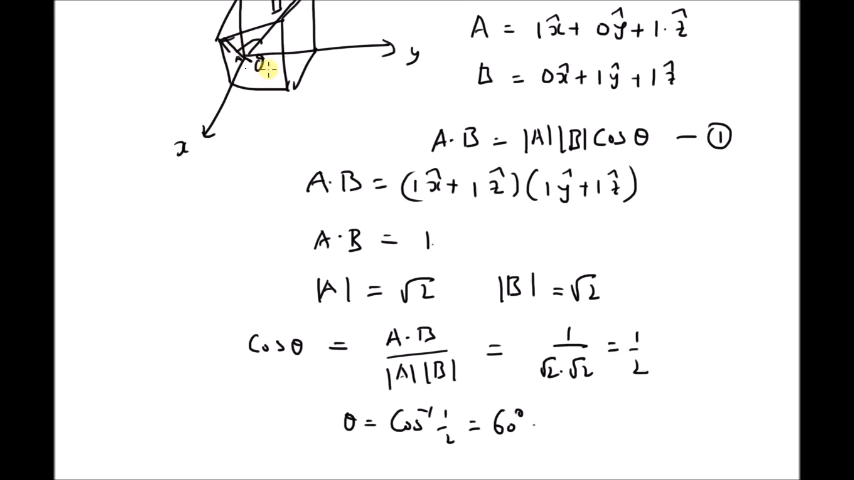 A = 1x̂ + 0ŷ + 1·ẑ
y
B = 0x̂ + 1ŷ + 1ẑ
θ
x
A·B = |A||B| Cos θ — ①
A·B = (1x̂ + 1ẑ)(1ŷ + 1ẑ)
A·B = 1.
|A| = √2 |B| = √2
Cos θ = A·B / |A||B| = 1 / √2·√2 = 1/2
θ = Cos⁻¹ 1/2 = 60°.